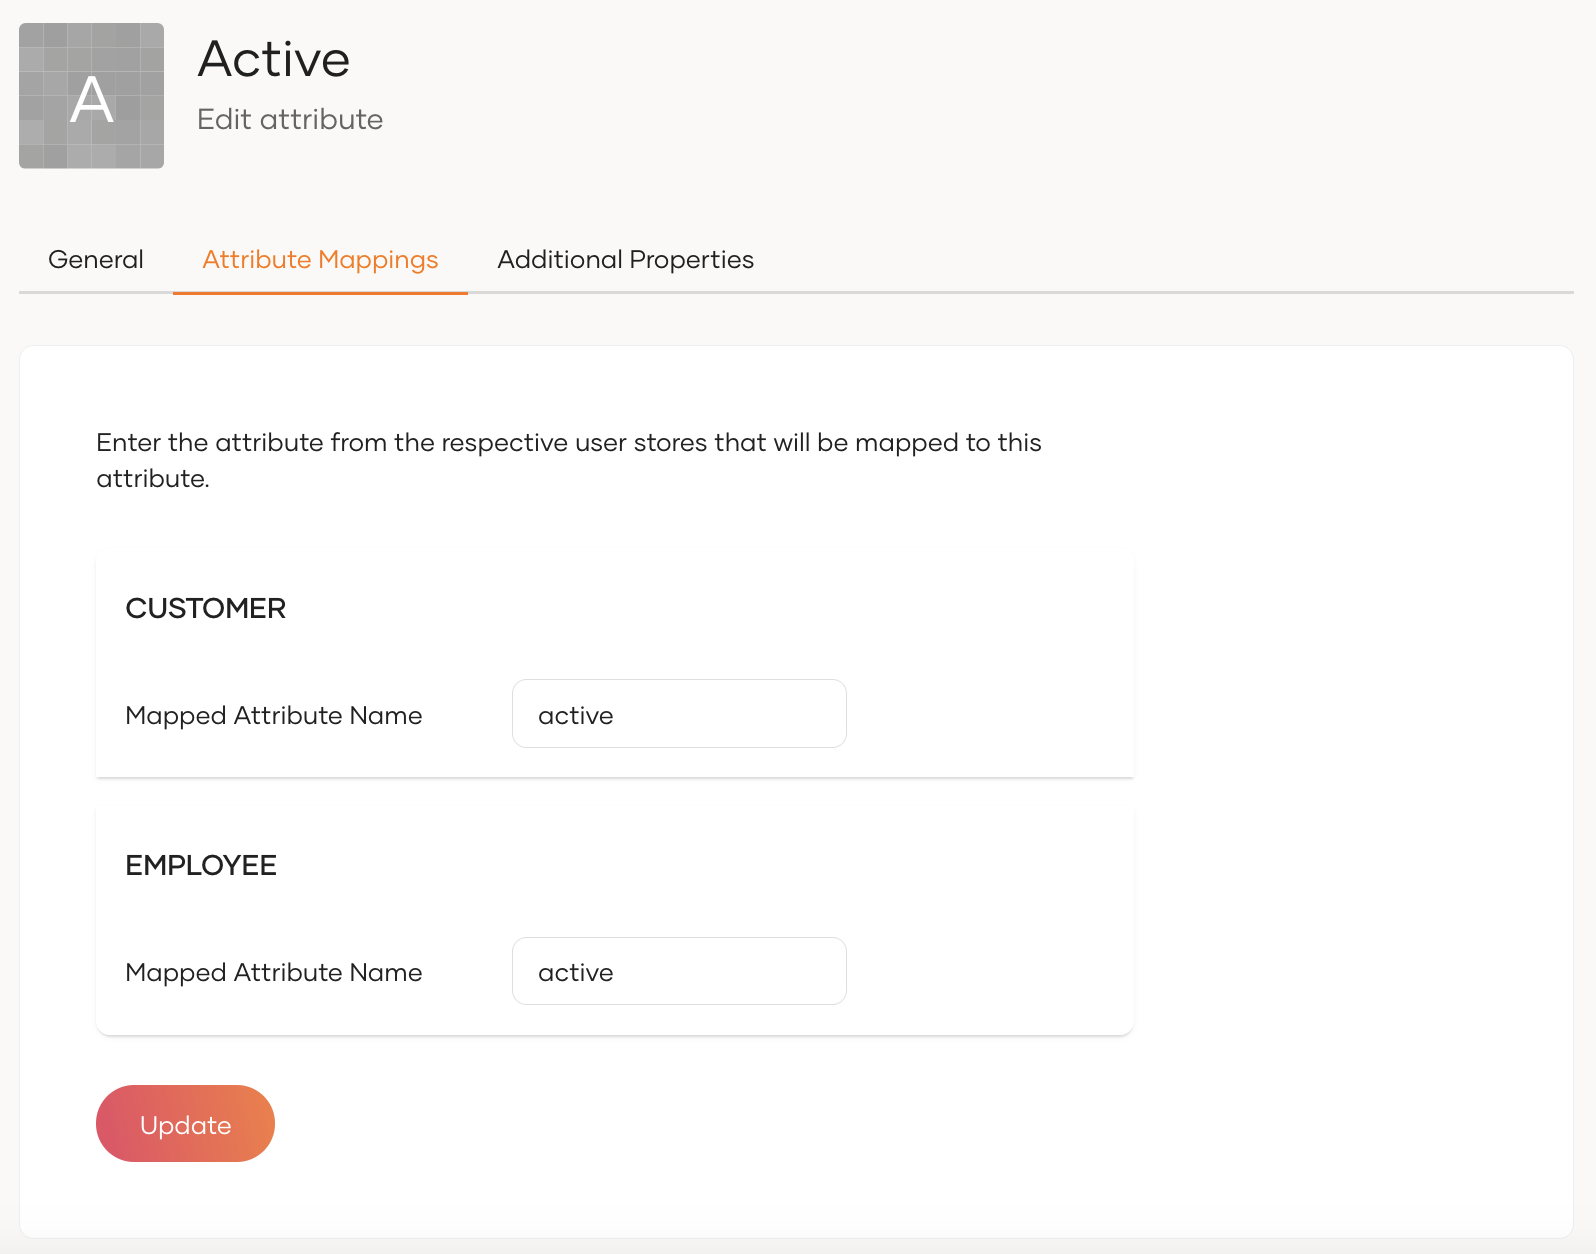 A
Active
Edit attribute
General Attribute Mappings Additional Properties
Enter the attribute from the respective user stores that will be mapped to this
attribute.
CUSTOMER
Mapped Attribute Name active
EMPLOYEE
Mapped Attribute Name active
Update